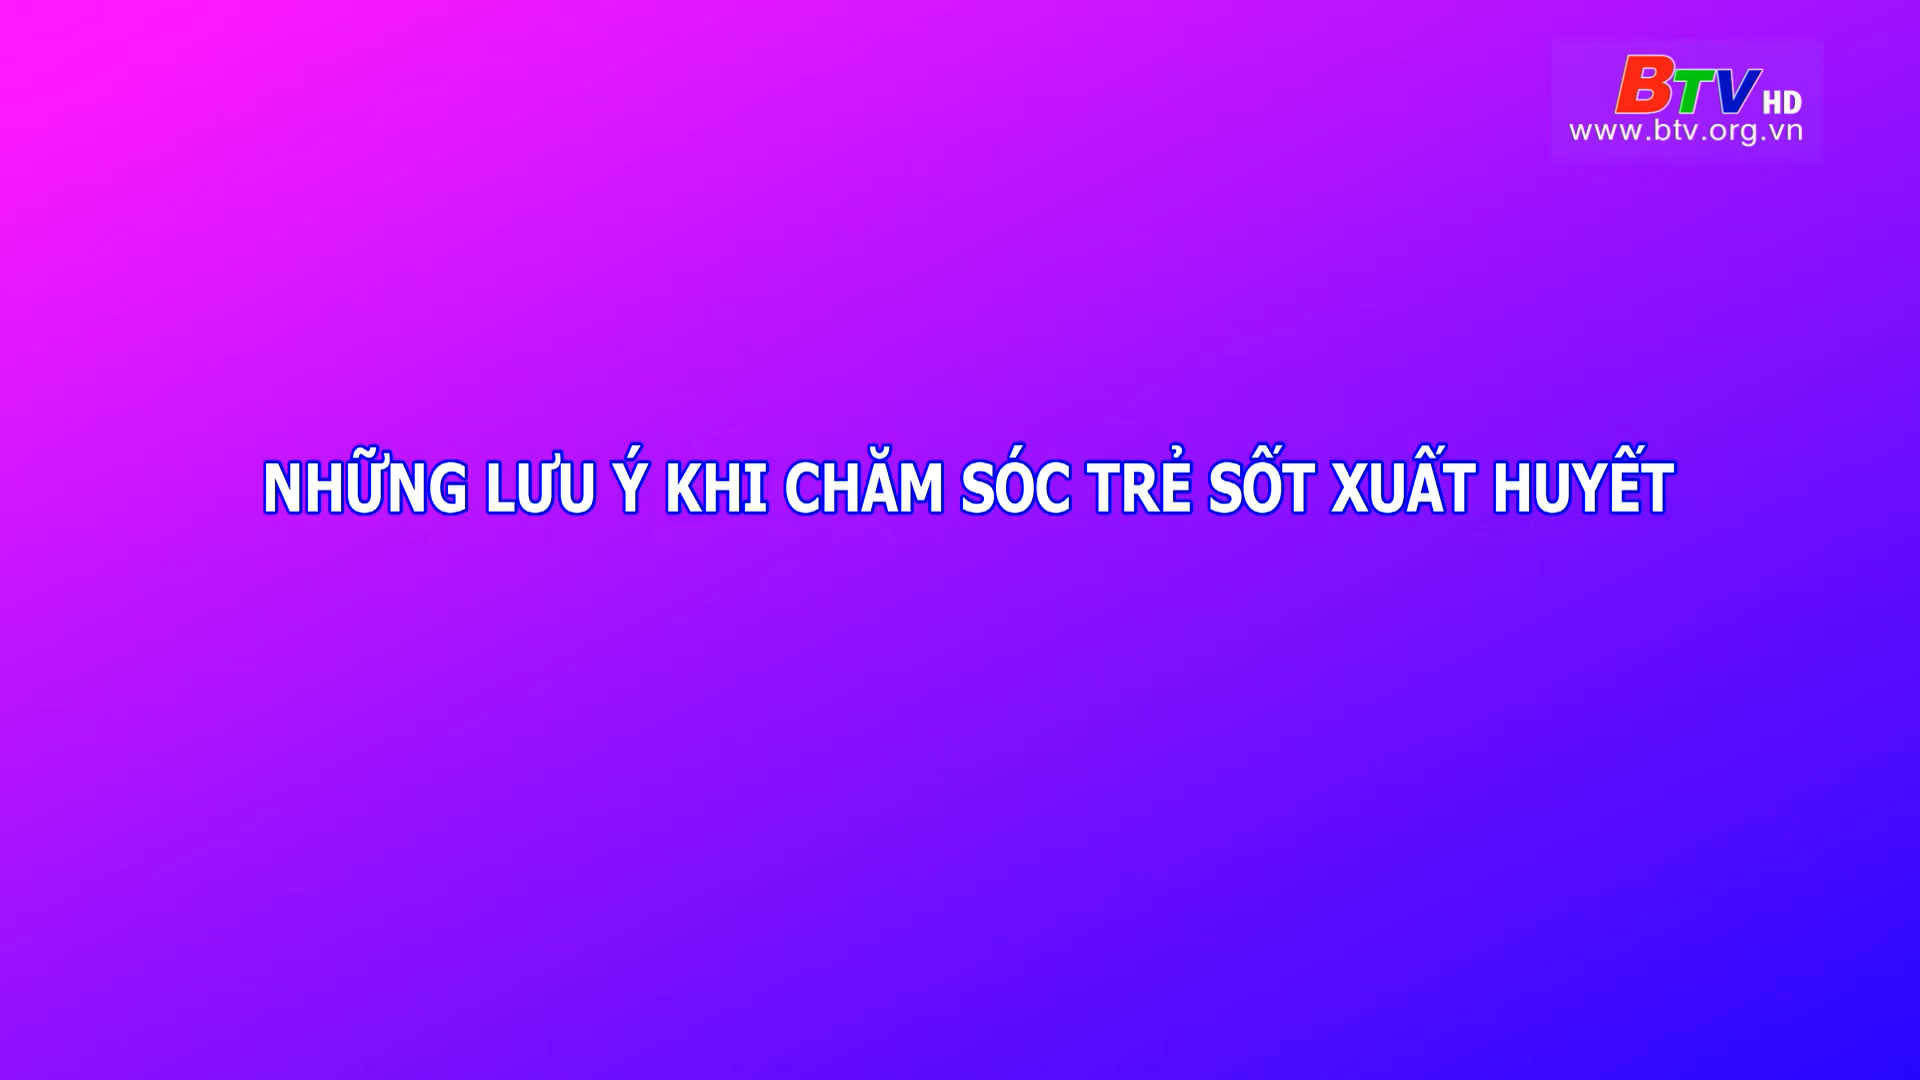 BTV HD
www.btv.org.vn
NHỮNG LƯU Ý KHI CHĂM SÓC TRẺ SỐT XUẤT HUYẾT